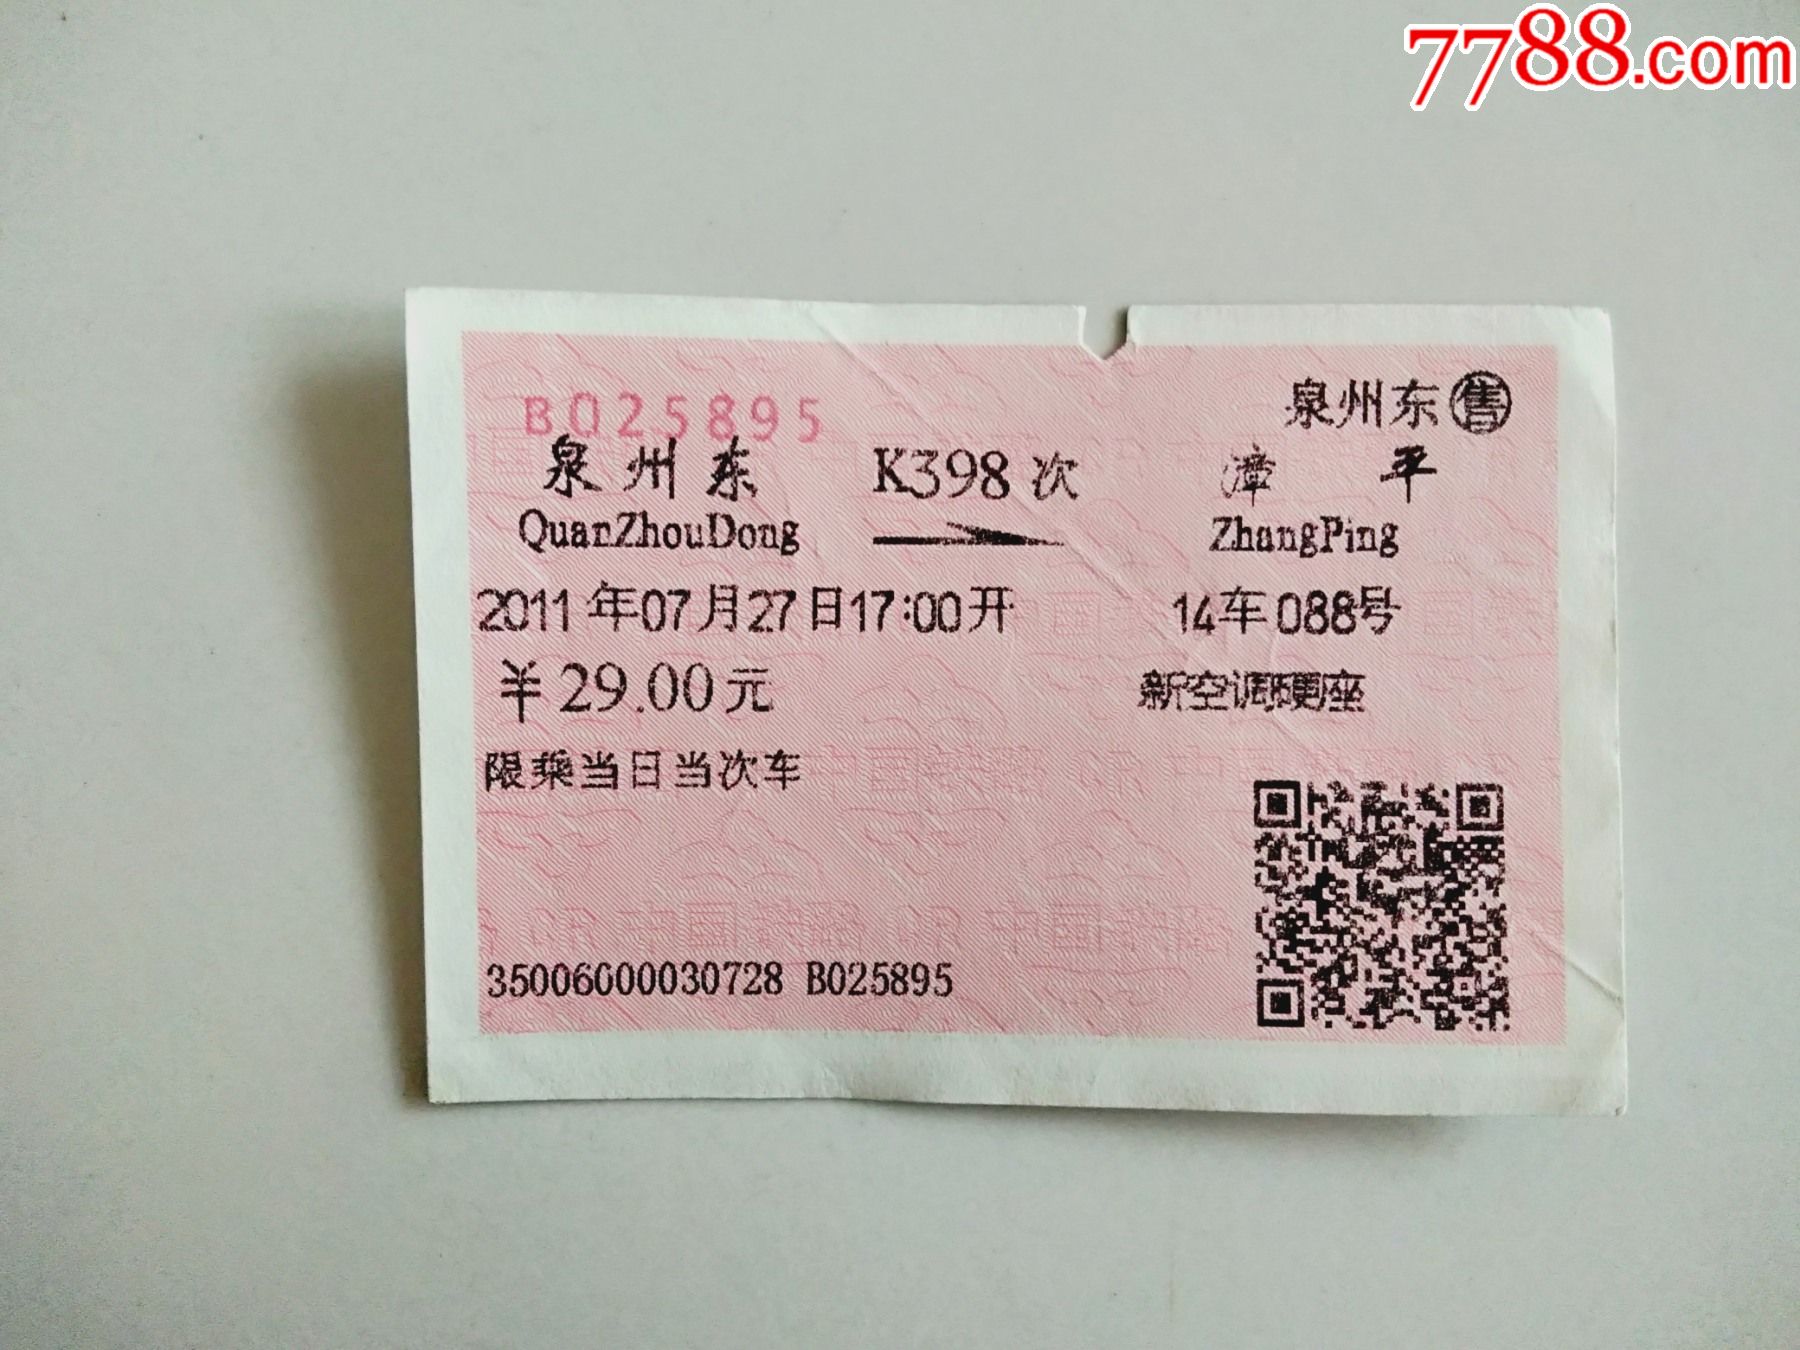 7788.com
B025895
泉州东售
泉州东 K398次 漳平
QuanZhouDong ZhangPing
2011年07月27日17:00开 14车088号
¥29.00元 新空调硬座
限乘当日当次车
35006000030728 B025895